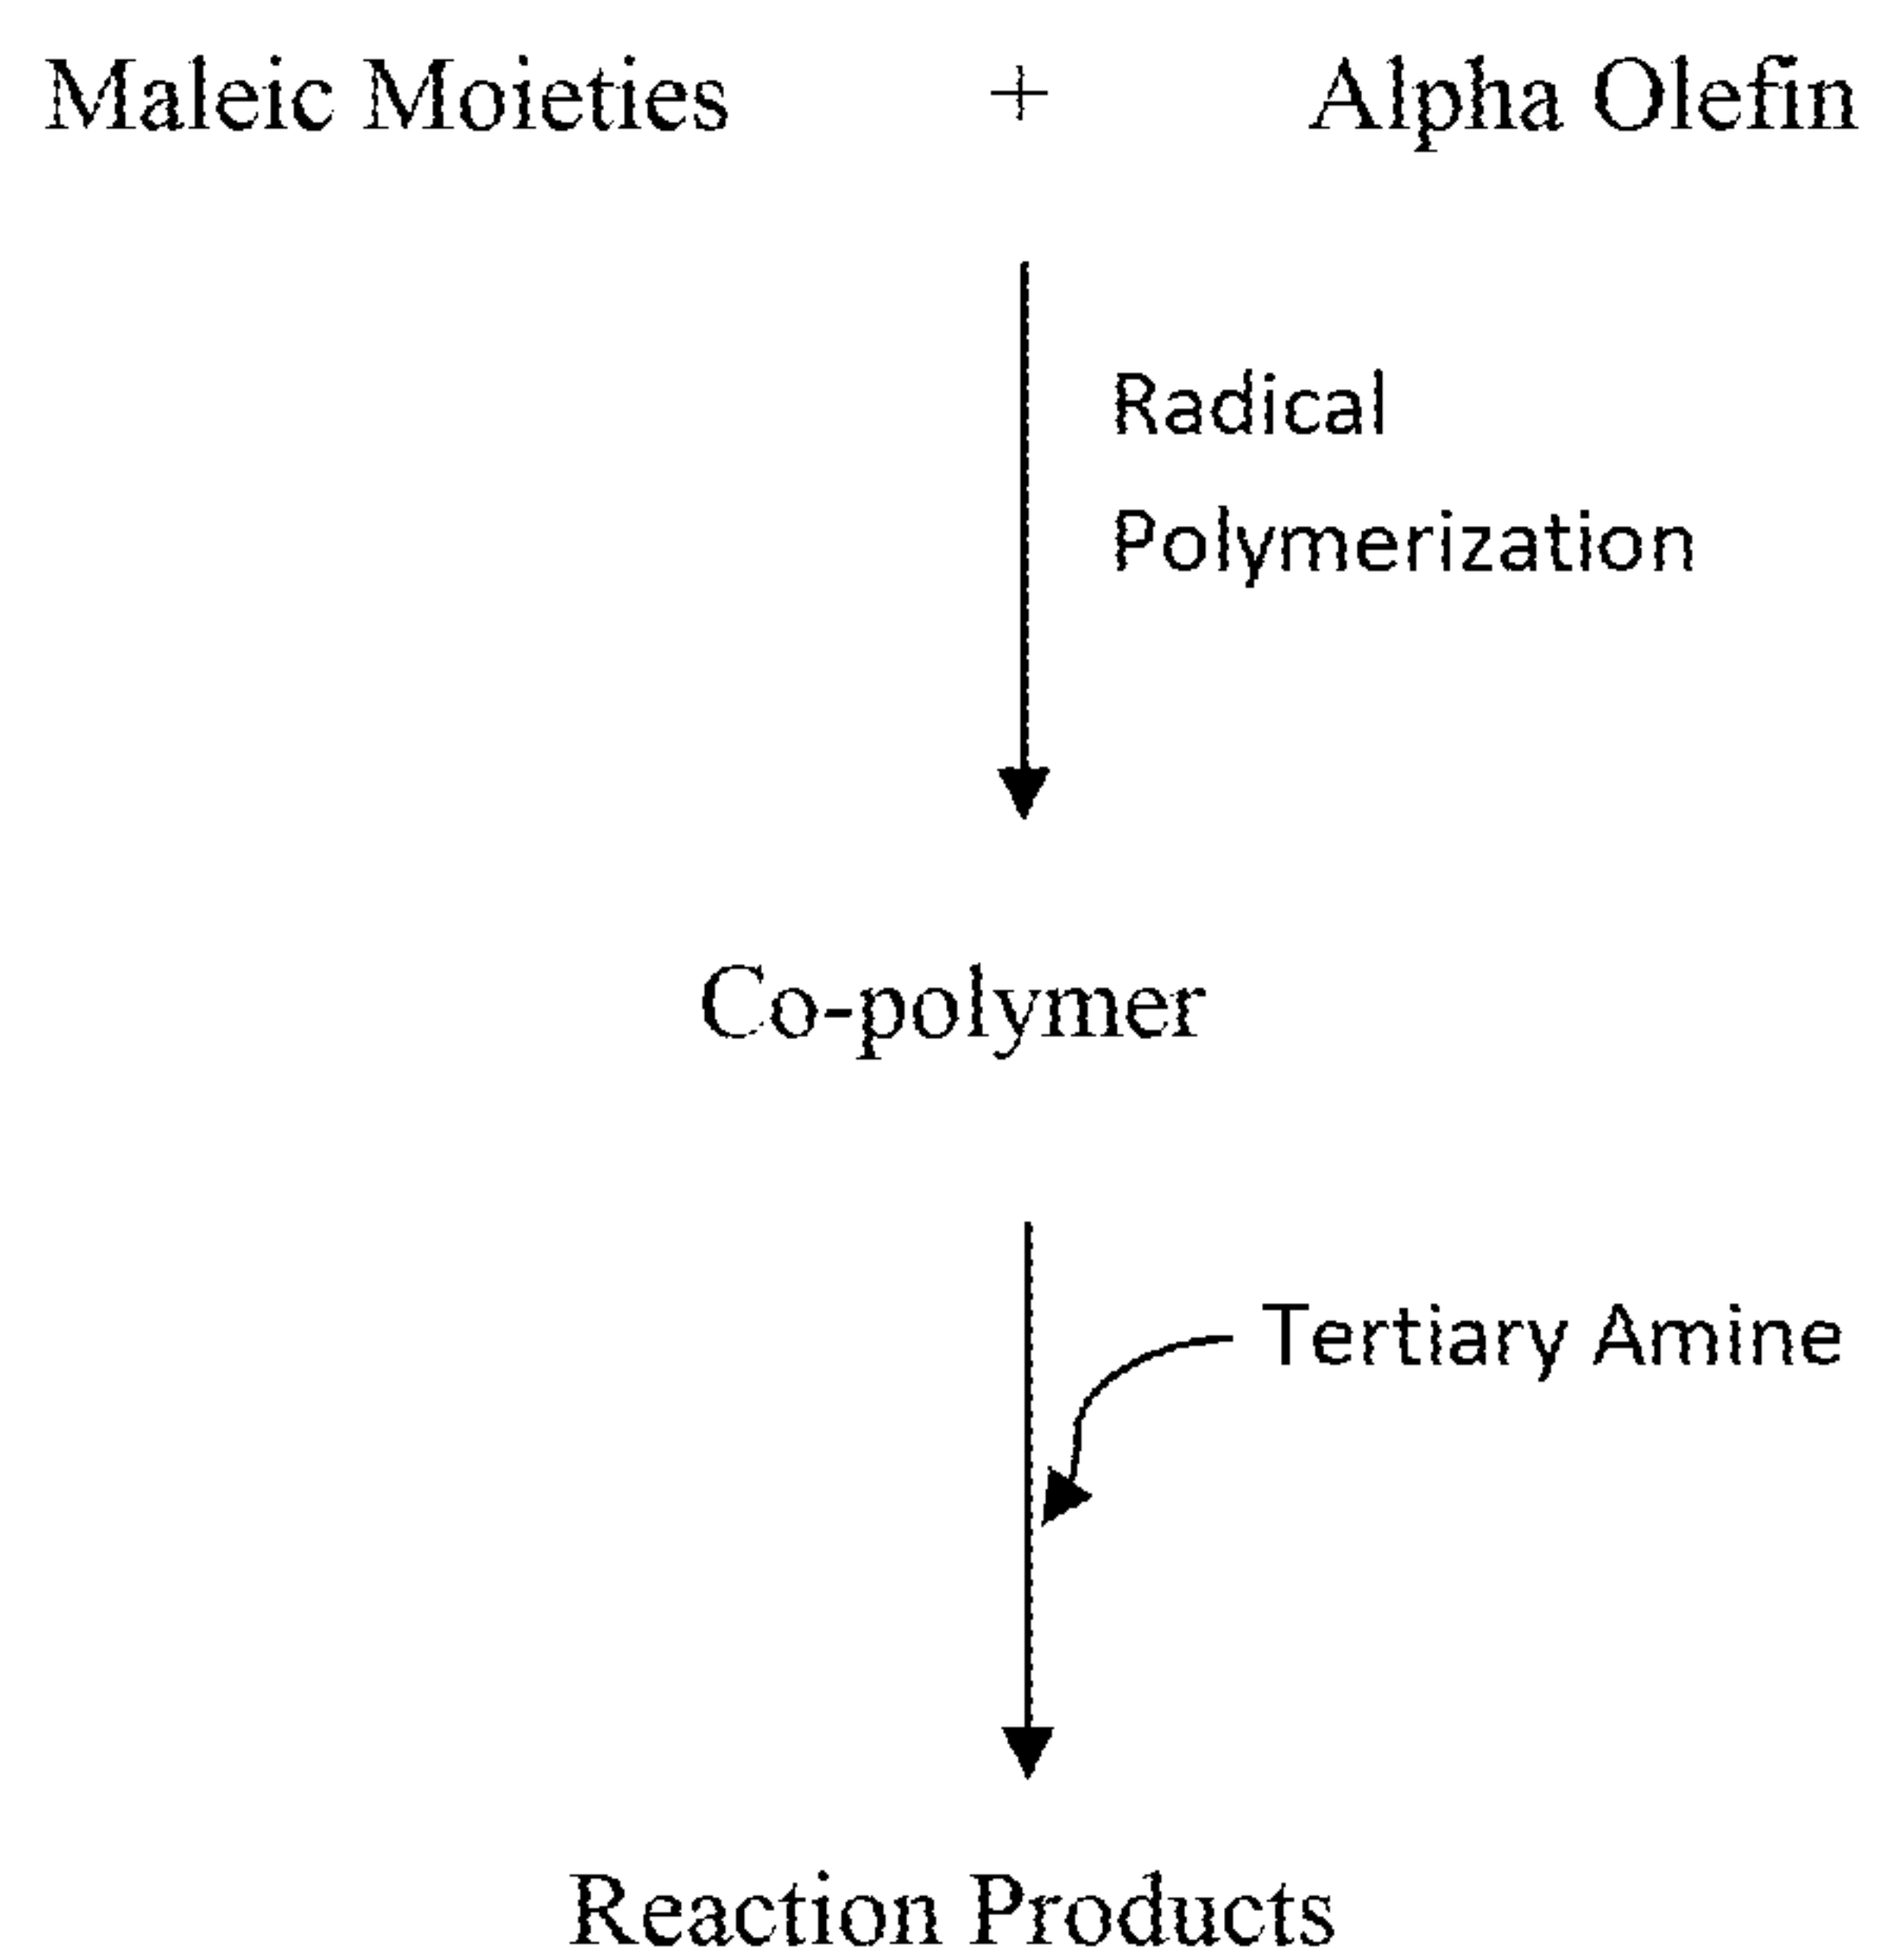 Maleic Moieties + Alpha Olefin
Radical
Polymerization
Co-polymer
Tertiary Amine
Reaction Products